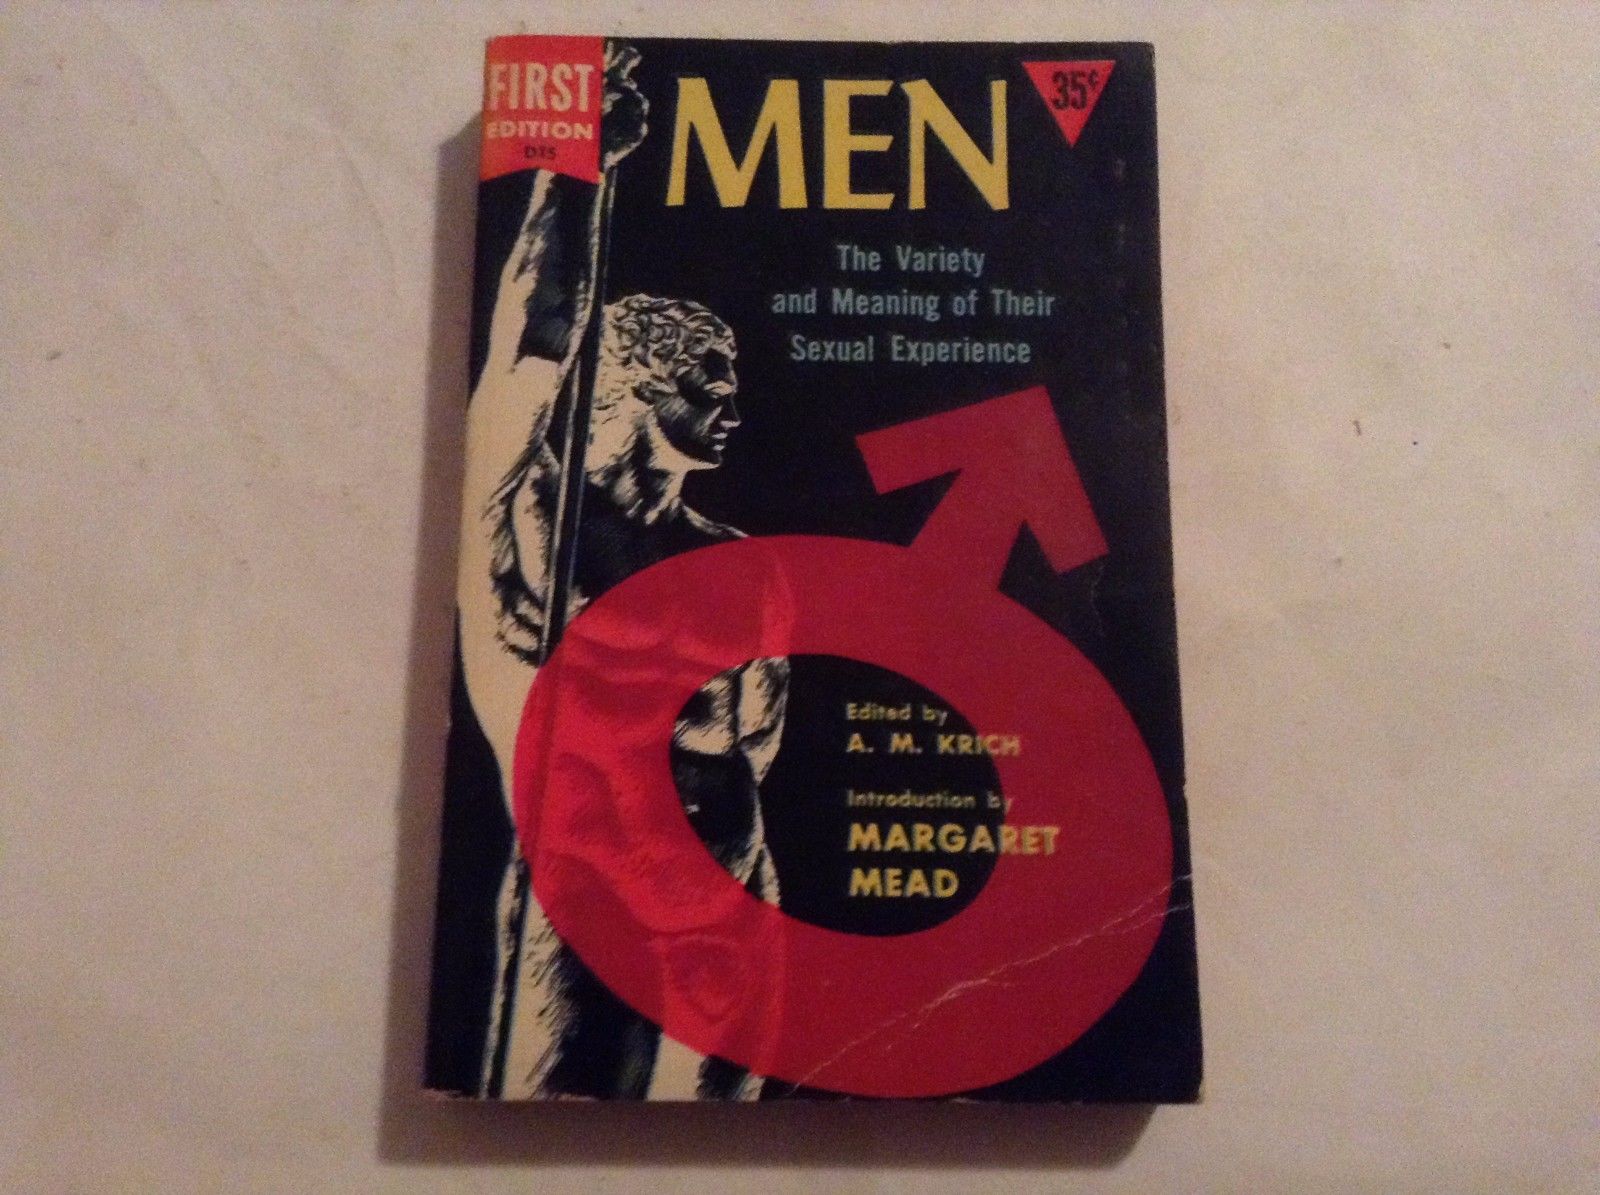 FIRST
EDITION
D15
MEN
35¢
The Variety
and Meaning of Their
Sexual Experience
Edited by
A. M. KRICH
Introduction by
MARGARET
MEAD